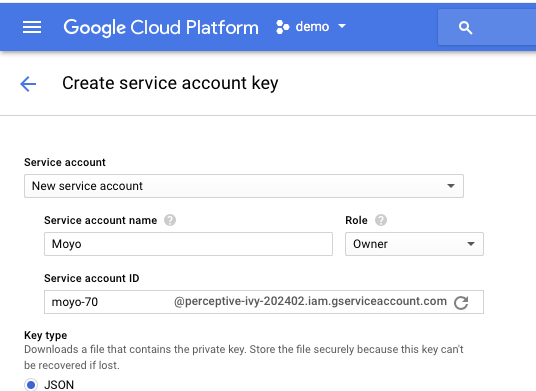 Google Cloud Platform demo
Create service account key
Service account
New service account
Service account name Role
Moyo Owner
Service account ID
moyo-70 @perceptive-ivy-202402.iam.gserviceaccount.com
Key type
Downloads a file that contains the private key. Store the file securely because this key can't
be recovered if lost.
JSON